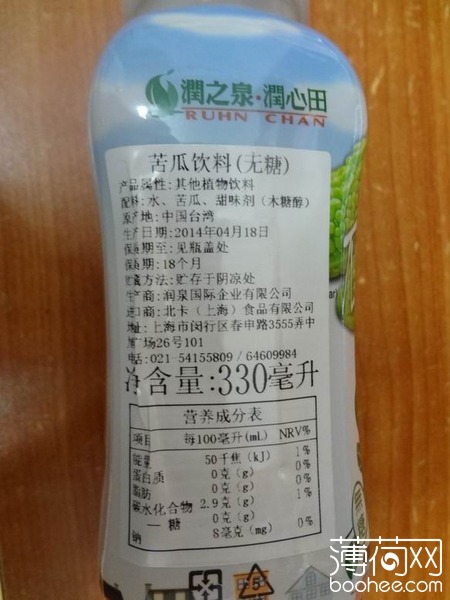 潤之泉·潤心田
RUHN CHAN
苦瓜饮料(无糖)
产品属性: 其他植物饮料
配料: 水、苦瓜、甜味剂(木糖醇)
原产地: 中国台湾
生产日期: 2014年04月18日
保质期至: 见瓶盖处
保质期: 18个月
贮藏方法: 贮存于阴凉处
生产商: 润泉国际企业有限公司
进口商: 北卡(上海)食品有限公司
地址: 上海市闵行区春申路3555弄中
广场26号101
电话: 021-54155809 / 64609984
净含量:330毫升
营养成分表
项目 每100毫升(mL) NRV%
能量 50千焦(kJ) 1%
蛋白质 0克(g) 0%
脂肪 0克(g) 0%
碳水化合物 2.9克(g) 1%
—糖 0克(g)
钠 8毫克(mg) 0%
5
薄荷网
boohee.com